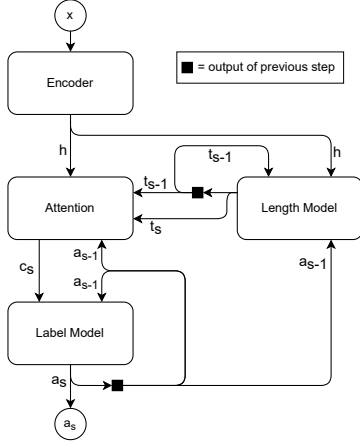 x
Encoder
= output of previous step
h
h
tₛ₋₁
tₛ₋₁
Attention
Length Model
tₛ
cₛ
aₛ₋₁
aₛ₋₁
aₛ₋₁
Label Model
aₛ
aₛ